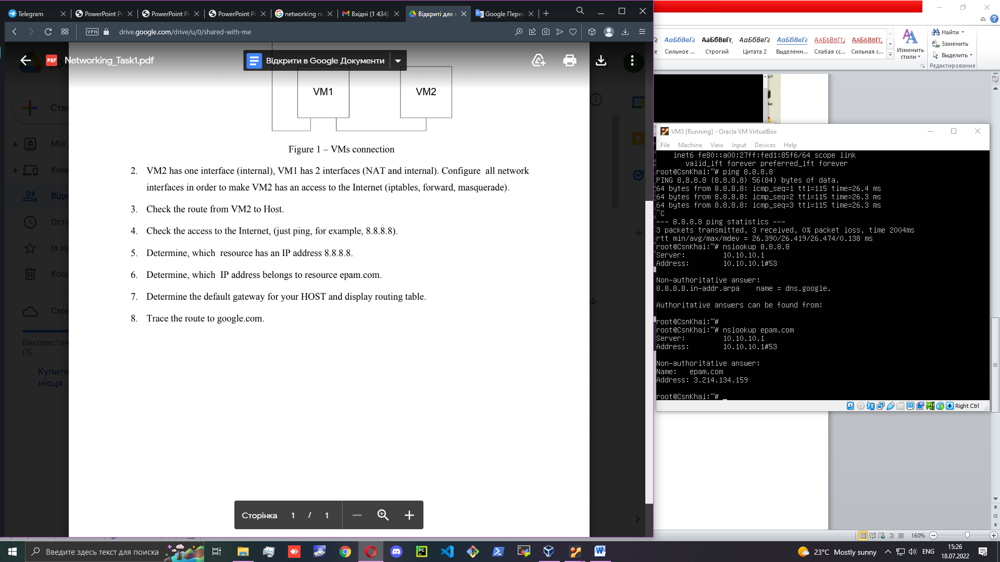 Telegram
PowerPoint Pr
PowerPoint Pr
PowerPoint Pr
networking re
Вхідні (1 434)
Відкриті для м
Google Перек
VPN
drive.google.com/drive/u/0/shared-with-me
PDF
Networking_Task1.pdf
Відкрити в Google Документи
Ство
Мій д
Комп
Відк
Оста
Із зір
Кош
Схов
Використан
ГБ
Купити
місця
31
VM1
VM2
Figure 1 – VMs connection
2. VM2 has one interface (internal), VM1 has 2 interfaces (NAT and internal). Configure all network
interfaces in order to make VM2 has an access to the Internet (iptables, forward, masquerade).
3. Check the route from VM2 to Host.
4. Check the access to the Internet, (just ping, for example, 8.8.8.8).
5. Determine, which resource has an IP address 8.8.8.8.
6. Determine, which IP address belongs to resource epam.com.
7. Determine the default gateway for your HOST and display routing table.
8. Trace the route to google.com.
Сторінка 1 / 1
АаБбВвГг АаБбВвГг, АаБбВвГг АаБбВвГг ААБбВВГГ, ААБбВВГГ,
Сильное ... Строгий Цитата 2 Выделенн... Слабая сс... Сильная с...
Изменить
стили
Найти
Заменить
Выделить
Редактирование
VM3 [Running] - Oracle VM VirtualBox
File Machine View Input Devices Help
inet6 fe80::a00:27ff:fed1:85f6/64 scope link
valid_lft forever preferred_lft forever
root@CsnKhai:~# ping 8.8.8.8
PING 8.8.8.8 (8.8.8.8) 56(84) bytes of data.
64 bytes from 8.8.8.8: icmp_seq=1 ttl=115 time=26.4 ms
64 bytes from 8.8.8.8: icmp_seq=2 ttl=115 time=26.3 ms
64 bytes from 8.8.8.8: icmp_seq=3 ttl=115 time=26.3 ms
^C
--- 8.8.8.8 ping statistics ---
3 packets transmitted, 3 received, 0% packet loss, time 2004ms
rtt min/avg/max/mdev = 26.390/26.419/26.474/0.138 ms
root@CsnKhai:~# nslookup 8.8.8.8
Server: 10.10.10.1
Address: 10.10.10.1#53
Non-authoritative answer:
8.8.8.8.in-addr.arpa name = dns.google.
Authoritative answers can be found from:
root@CsnKhai:~#
root@CsnKhai:~# nslookup epam.com
Server: 10.10.10.1
Address: 10.10.10.1#53
Non-authoritative answer:
Name: epam.com
Address: 3.214.134.159
root@CsnKhai:~# _
Right Ctrl
160%
Введите здесь текст для поиска
23°C Mostly sunny
ENG
15:26
18.07.2022